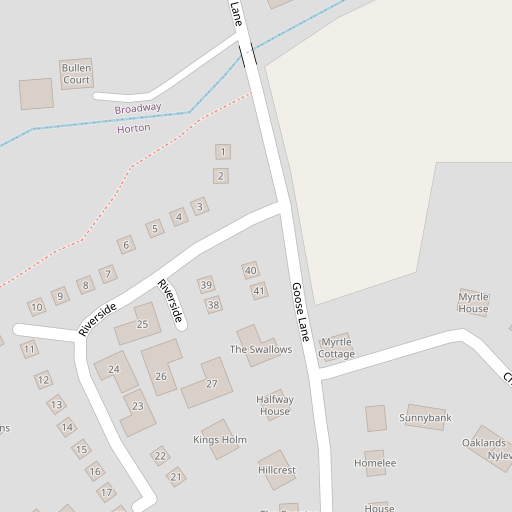 Lane
Bullen
Court
Broadway
Horton
1
2
3
4
5
6
7
8
9
10
Riverside
Riverside
40
39
41
38
Goose Lane
Myrtle
House
25
11
The Swallows
Myrtle
Cottage
24
26
27
12
13
23
Halfway
House
14
Sunnybank
Kings Holm
15
22
Oaklands
16
21
Hillcrest
Homelee
17
House